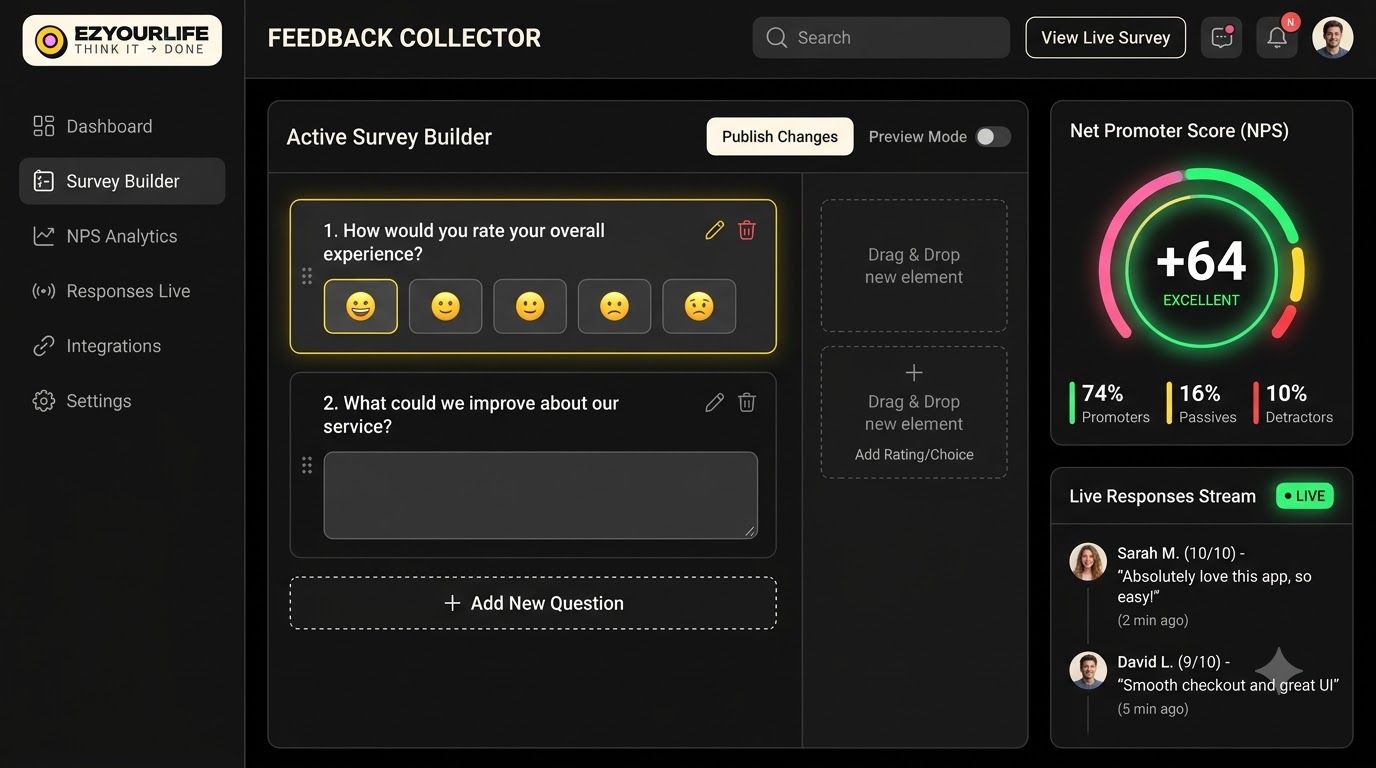 EZYOURLIFE
THINK IT → DONE
FEEDBACK COLLECTOR
Search
View Live Survey
N
Dashboard
Survey Builder
NPS Analytics
Responses Live
Integrations
Settings
Active Survey Builder
Publish Changes
Preview Mode
1. How would you rate your overall
experience?
2. What could we improve about our
service?
+ Add New Question
Drag & Drop
new element
+
Drag & Drop
new element
Add Rating/Choice
Net Promoter Score (NPS)
+64
EXCELLENT
74%
Promoters
16%
Passives
10%
Detractors
Live Responses Stream
• LIVE
Sarah M. (10/10) -
“Absolutely love this app, so
easy!”
(2 min ago)
David L. (9/10) -
“Smooth checkout and great UI”
(5 min ago)